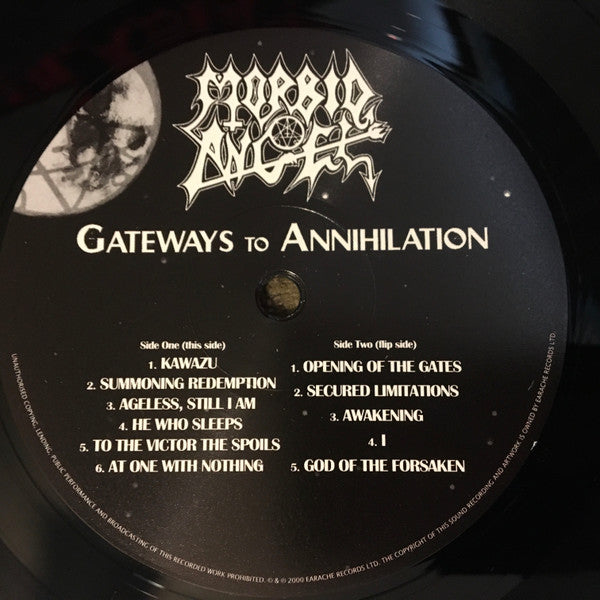 MORBID
ANGEL
GATEWAYS TO ANNIHILATION
Side One (this side)
1. KAWAZU
2. SUMMONING REDEMPTION
3. AGELESS, STILL I AM
4. HE WHO SLEEPS
5. TO THE VICTOR THE SPOILS
6. AT ONE WITH NOTHING
Side Two (flip side)
1. OPENING OF THE GATES
2. SECURED LIMITATIONS
3. AWAKENING
4. I
5. GOD OF THE FORSAKEN
UNAUTHORISED COPYING, LENDING, PUBLIC PERFORMANCE AND BROADCASTING OF THIS RECORDED WORK PROHIBITED. © & ℗ 2000 EARACHE RECORDS LTD. THE COPYRIGHT OF THIS SOUND RECORDING AND ARTWORK IS OWNED BY EARACHE RECORDS LTD